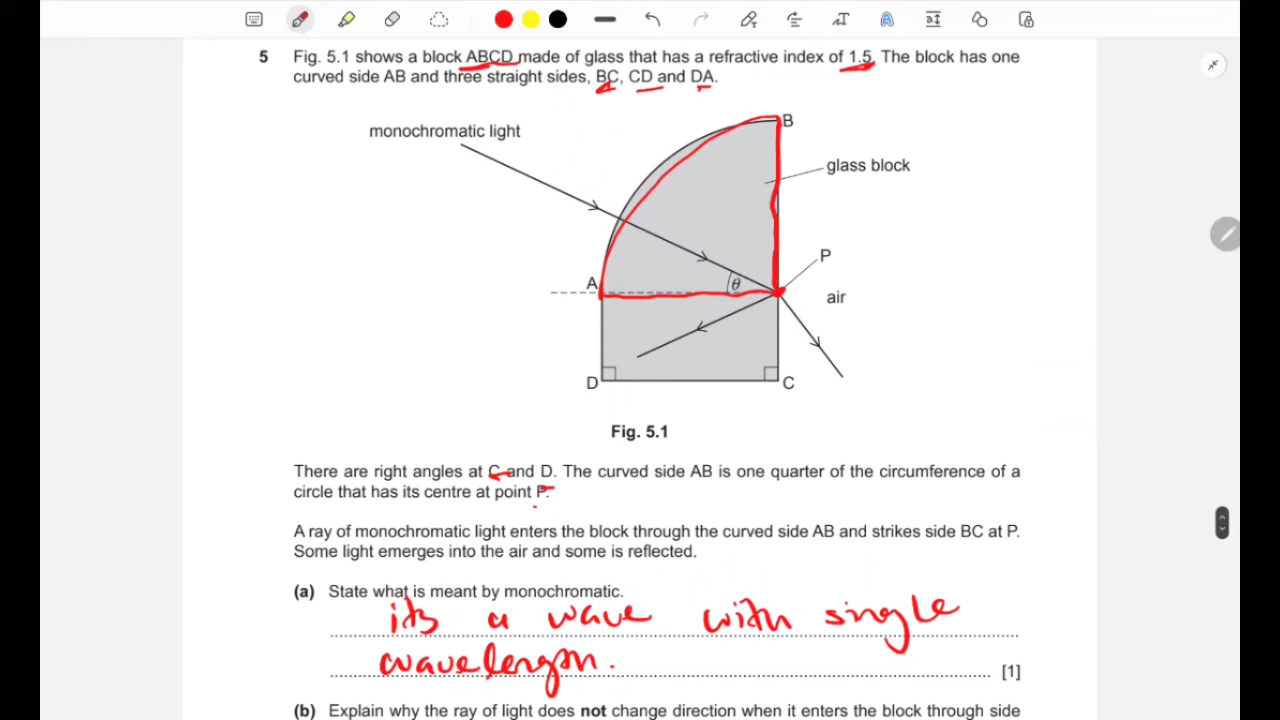 5 Fig. 5.1 shows a block ABCD made of glass that has a refractive index of 1.5. The block has one
curved side AB and three straight sides, BC, CD and DA.
B
monochromatic light
glass block
P
A
θ
air
D
C
Fig. 5.1
There are right angles at C and D. The curved side AB is one quarter of the circumference of a
circle that has its centre at point P.
A ray of monochromatic light enters the block through the curved side AB and strikes side BC at P.
Some light emerges into the air and some is reflected.
(a) State what is meant by monochromatic.
its a wave with single
wavelength.
[1]
(b) Explain why the ray of light does not change direction when it enters the block through side